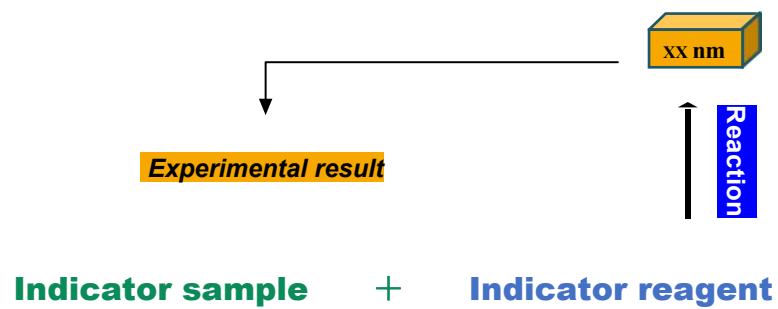 xx nm
Reaction
Experimental result
Indicator sample + Indicator reagent